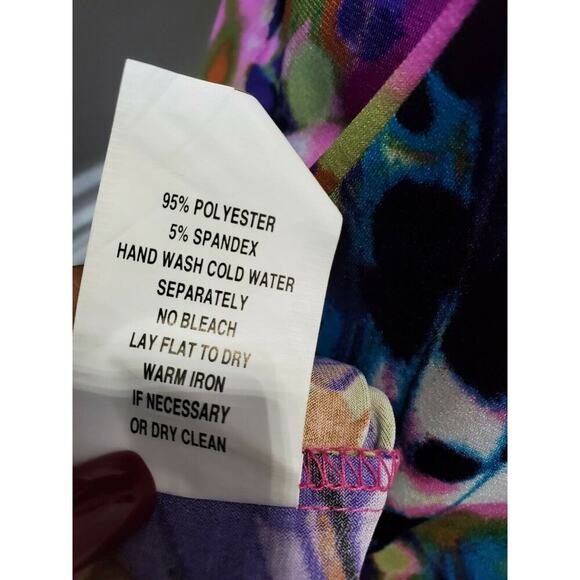 95% POLYESTER
5% SPANDEX
HAND WASH COLD WATER
SEPARATELY
NO BLEACH
LAY FLAT TO DRY
WARM IRON
IF NECESSARY
OR DRY CLEAN